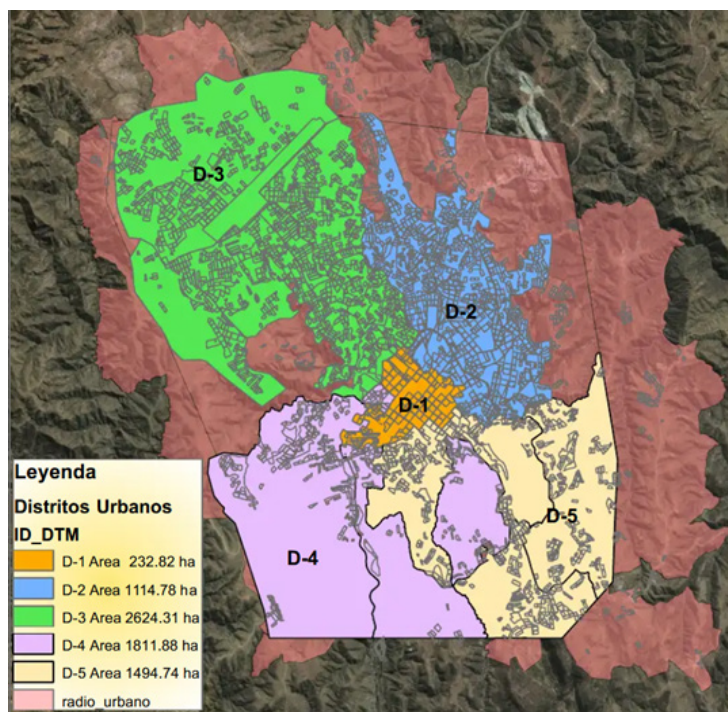 D-3
D-2
D-1
D-4
D-5
Leyenda
Distritos Urbanos
ID_DTM
D-1 Area 232.82 ha
D-2 Area 1114.78 ha
D-3 Area 2624.31 ha
D-4 Area 1811.88 ha
D-5 Area 1494.74 ha
radio_urbano